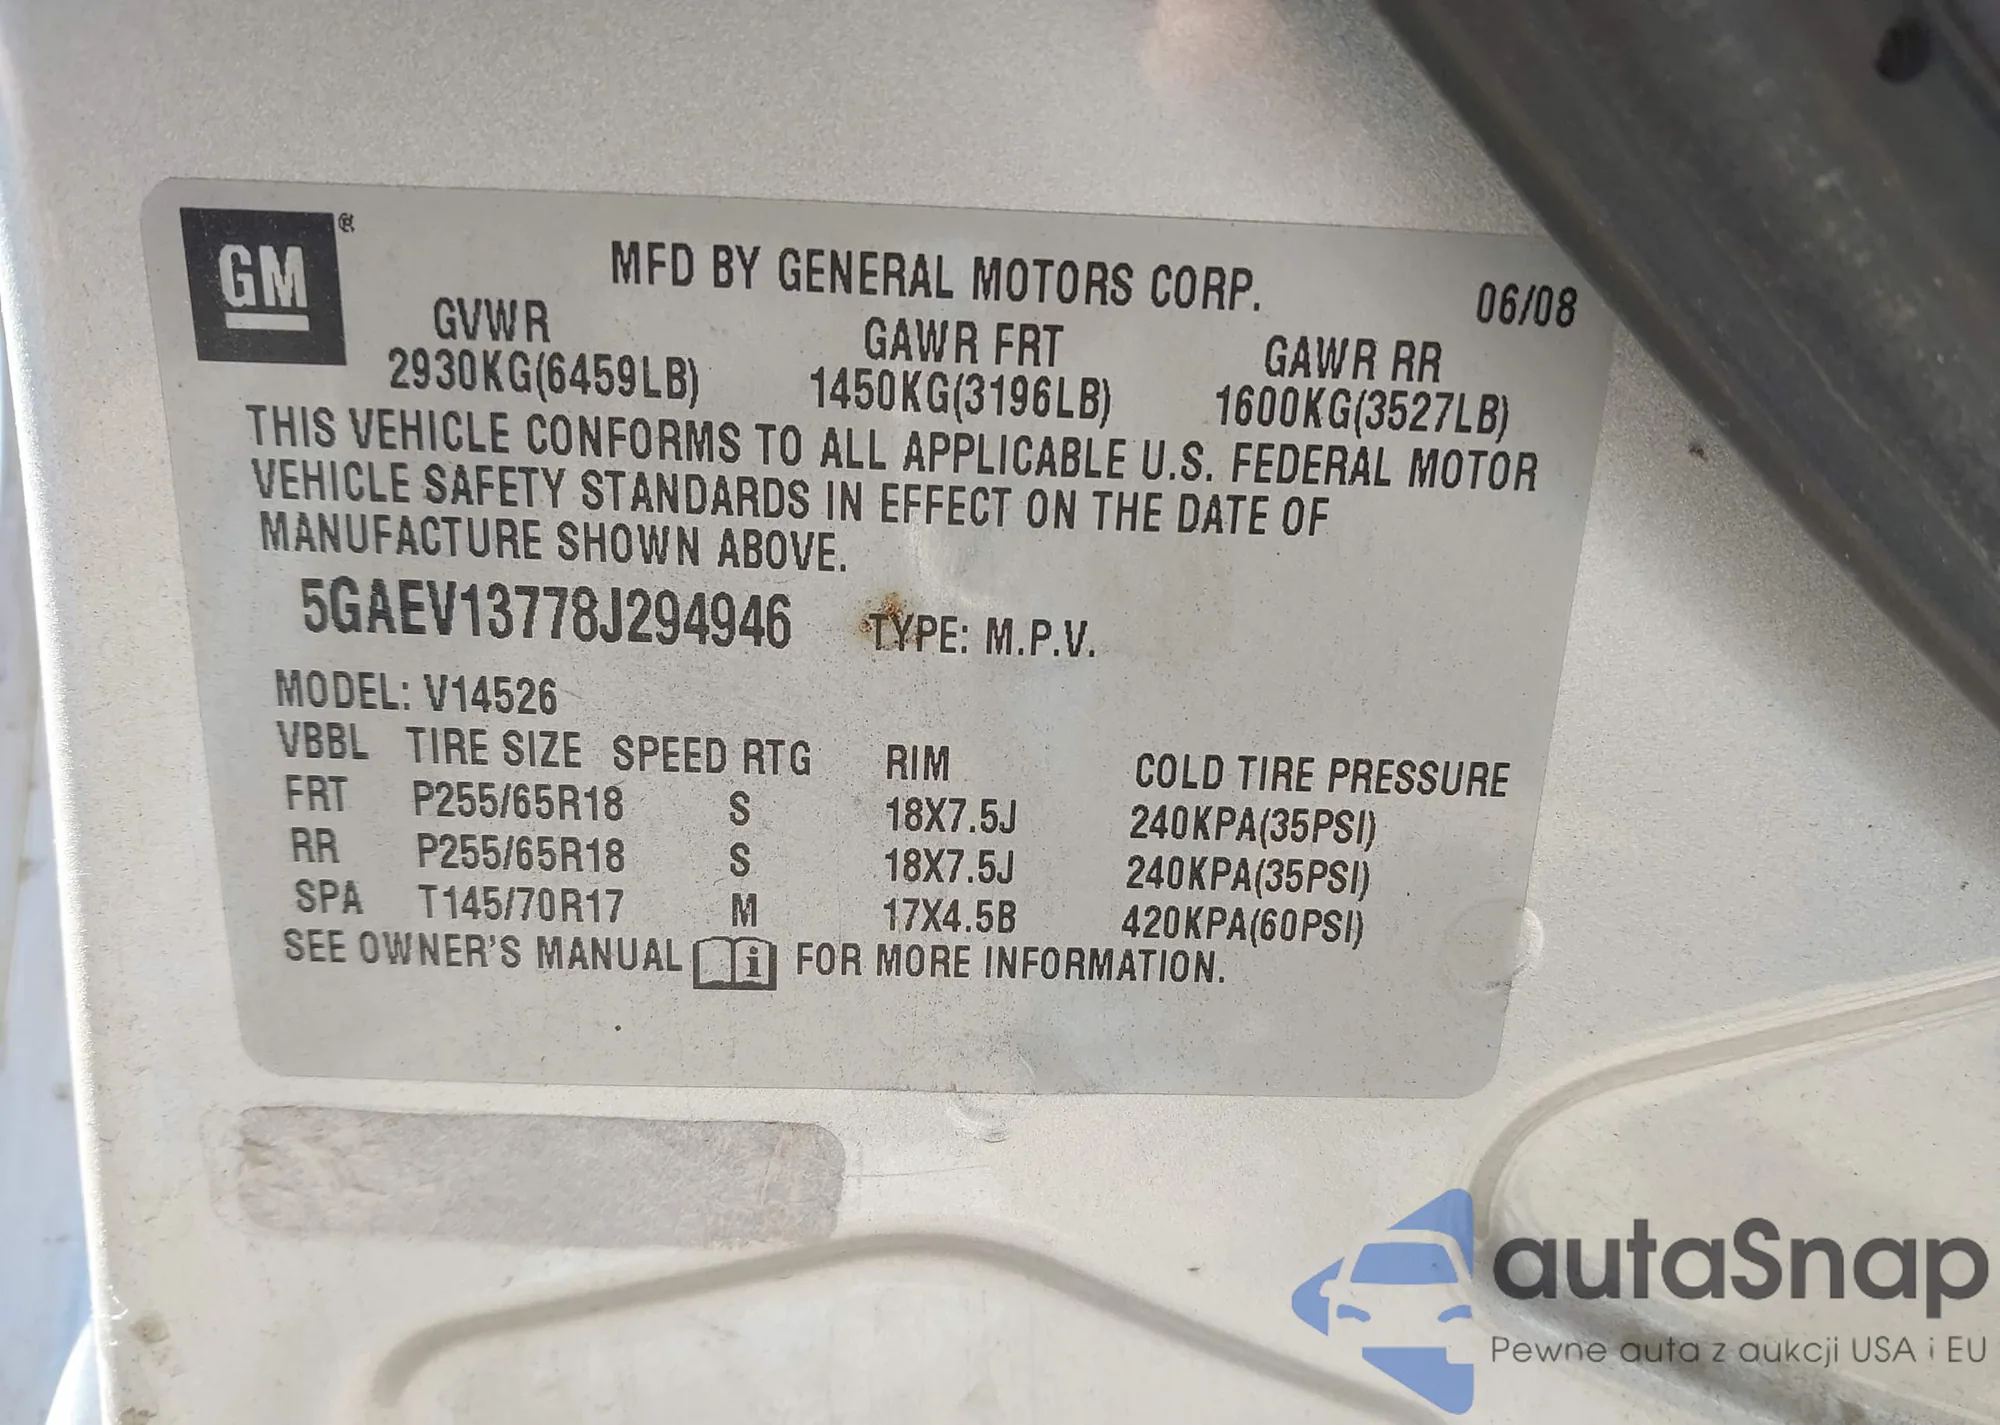 GM®
MFD BY GENERAL MOTORS CORP. 06/08
GVWR GAWR FRT GAWR RR
2930KG(6459LB) 1450KG(3196LB) 1600KG(3527LB)
THIS VEHICLE CONFORMS TO ALL APPLICABLE U.S. FEDERAL MOTOR
VEHICLE SAFETY STANDARDS IN EFFECT ON THE DATE OF
MANUFACTURE SHOWN ABOVE.
5GAEV13778J294946 TYPE: M.P.V.
MODEL: V14526
VBBL TIRE SIZE SPEED RTG RIM COLD TIRE PRESSURE
FRT P255/65R18 S 18X7.5J 240KPA(35PSI)
RR P255/65R18 S 18X7.5J 240KPA(35PSI)
SPA T145/70R17 M 17X4.5B 420KPA(60PSI)
SEE OWNER'S MANUAL i FOR MORE INFORMATION.
autaSnap
Pewne auta z aukcji USA i EU